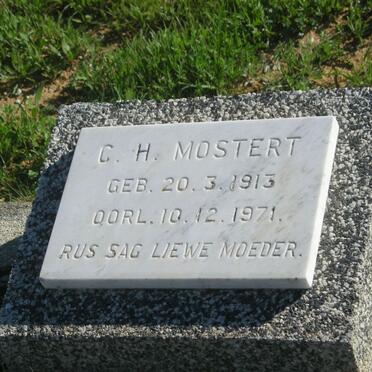 C. H. MOSTERT
GEB. 20. 3. 1913
OORL. 10. 12. 1971.
RUS SAG LIEWE MOEDER.